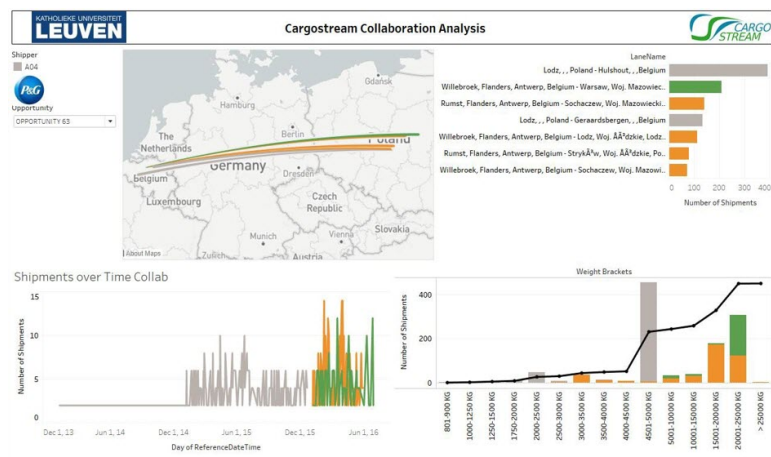 KATHOLIEKE UNIVERSITEIT
LEUVEN
Cargostream Collaboration Analysis
CARGO
STREAM
Shipper
A04
P&G
Opportunity
OPPORTUNITY 63
Gdańsk
Hamburg
The
Netherlands
Berlin
Poland
Germany
Belgium
Dresden
Luxembourg
Czech
Republic
Slovakia
Munich
Vienna
Zurich
Austria
About Maps
LaneName
Lodz, , , Poland - Hulshout, , ,Belgium
Willebroek, Flanders, Antwerp, Belgium - Warsaw, Woj. Mazowiec..
Rumst, Flanders, Antwerp, Belgium - Sochaczew, Woj. Mazowiecki..
Lodz, , , Poland - Geraardsbergen, , ,Belgium
Willebroek, Flanders, Antwerp, Belgium - Lodz, Woj. ÅÃ³dzkie, Lodz..
Rumst, Flanders, Antwerp, Belgium - StrykÃ³w, Woj. ÅÃ³dzkie, Po..
Willebroek, Flanders, Antwerp, Belgium - Sochaczew, Woj. Mazowi..
0 100 200 300 400
Number of Shipments
Shipments over Time Collab
15
10
5
0
Number of Shipments
Dec 1, 13 Jun 1, 14 Dec 1, 14 Jun 1, 15 Dec 1, 15 Jun 1, 16
Day of ReferenceDateTime
Weight Brackets
400
200
0
Number of Shipments
801-900 KG
1000-1250 KG
1250-1500 KG
1750-2000 KG
2000-2500 KG
2500-3000 KG
3000-3500 KG
3500-4000 KG
4000-4500 KG
4501-5000 KG
5001-10000 KG
10001-15000 KG
15001-20000 KG
20001-25000 KG
> 25000 KG